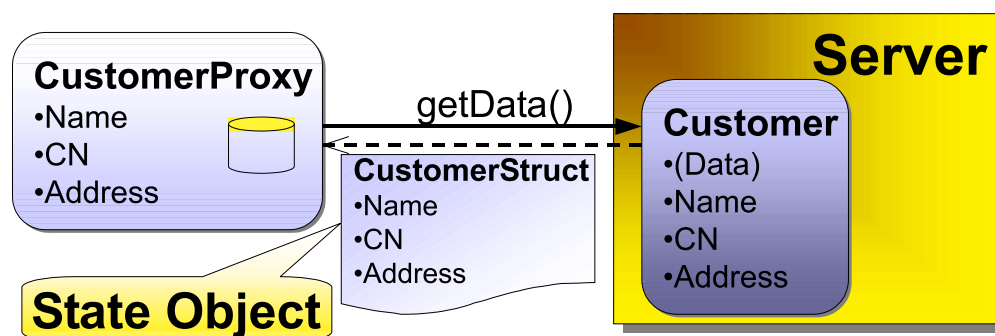 CustomerProxy
•Name
•CN
•Address
getData()
CustomerStruct
•Name
•CN
•Address
State Object
Server
Customer
•(Data)
•Name
•CN
•Address